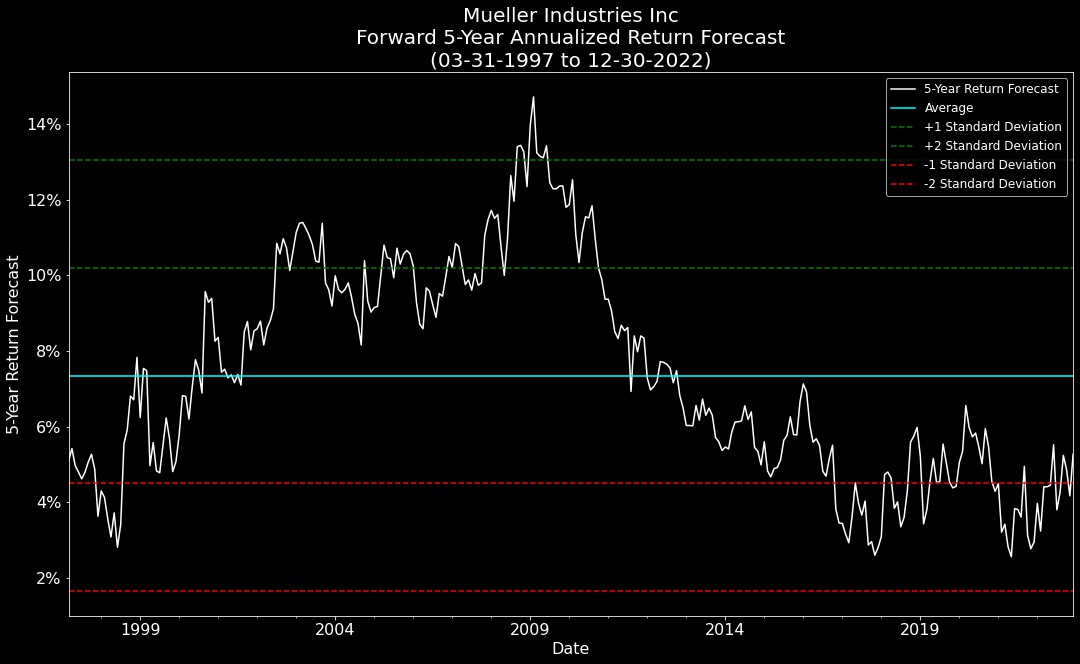 Mueller Industries Inc
Forward 5-Year Annualized Return Forecast
(03-31-1997 to 12-30-2022)
5-Year Return Forecast
Average
+1 Standard Deviation
+2 Standard Deviation
-1 Standard Deviation
-2 Standard Deviation
5-Year Return Forecast
14%
12%
10%
8%
6%
4%
2%
1999 2004 2009 2014 2019
Date